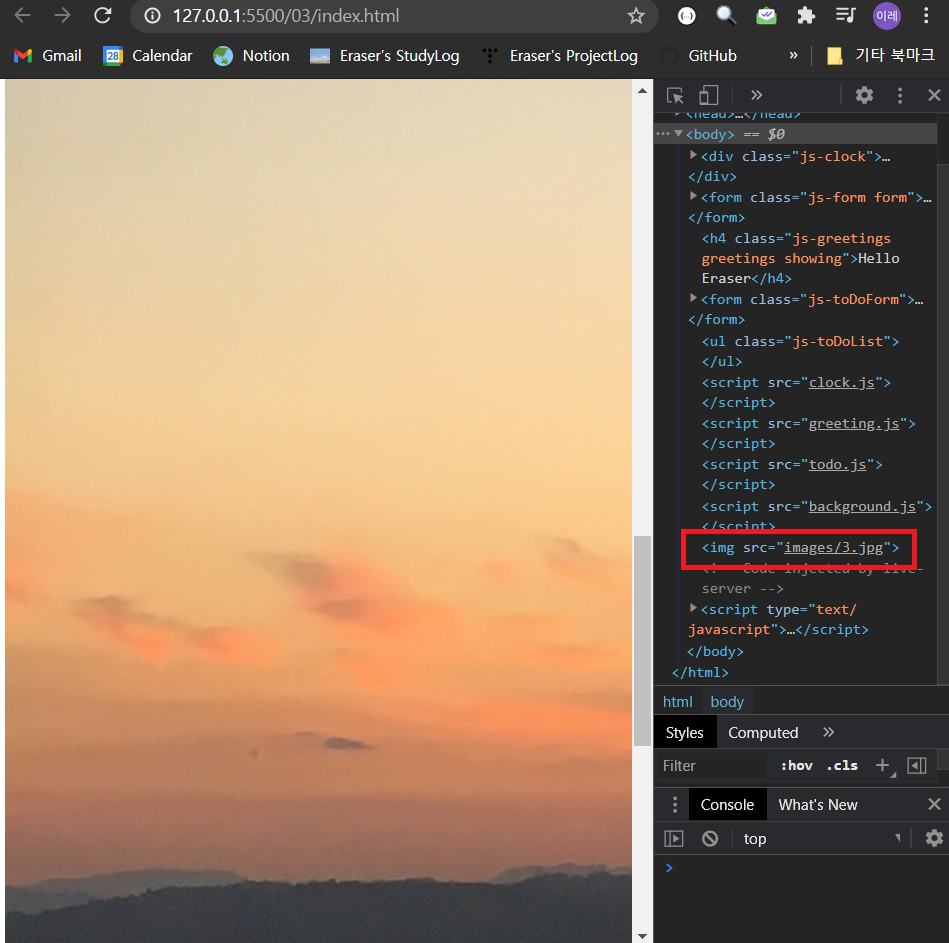 127.0.0.1:5500/03/index.html
이레
Gmail
28
Calendar
Notion
Eraser's StudyLog
Eraser's ProjectLog
GitHub
»
기타 북마크
»
<head>…</head>
<body> == $0
<div class="js-clock">…
</div>
<form class="js-form form">…
</form>
<h4 class="js-greetings
greetings showing">Hello
Eraser</h4>
<form class="js-toDoForm">…
</form>
<ul class="js-toDoList">
</ul>
<script src="clock.js">
</script>
<script src="greeting.js">
</script>
<script src="todo.js">
</script>
<script src="background.js">
</script>
<img src="images/3.jpg">
<!-- Code injected by live-
server -->
<script type="text/
javascript">…</script>
</body>
</html>
html body
Styles Computed »
Filter :hov .cls +
Console What's New
top